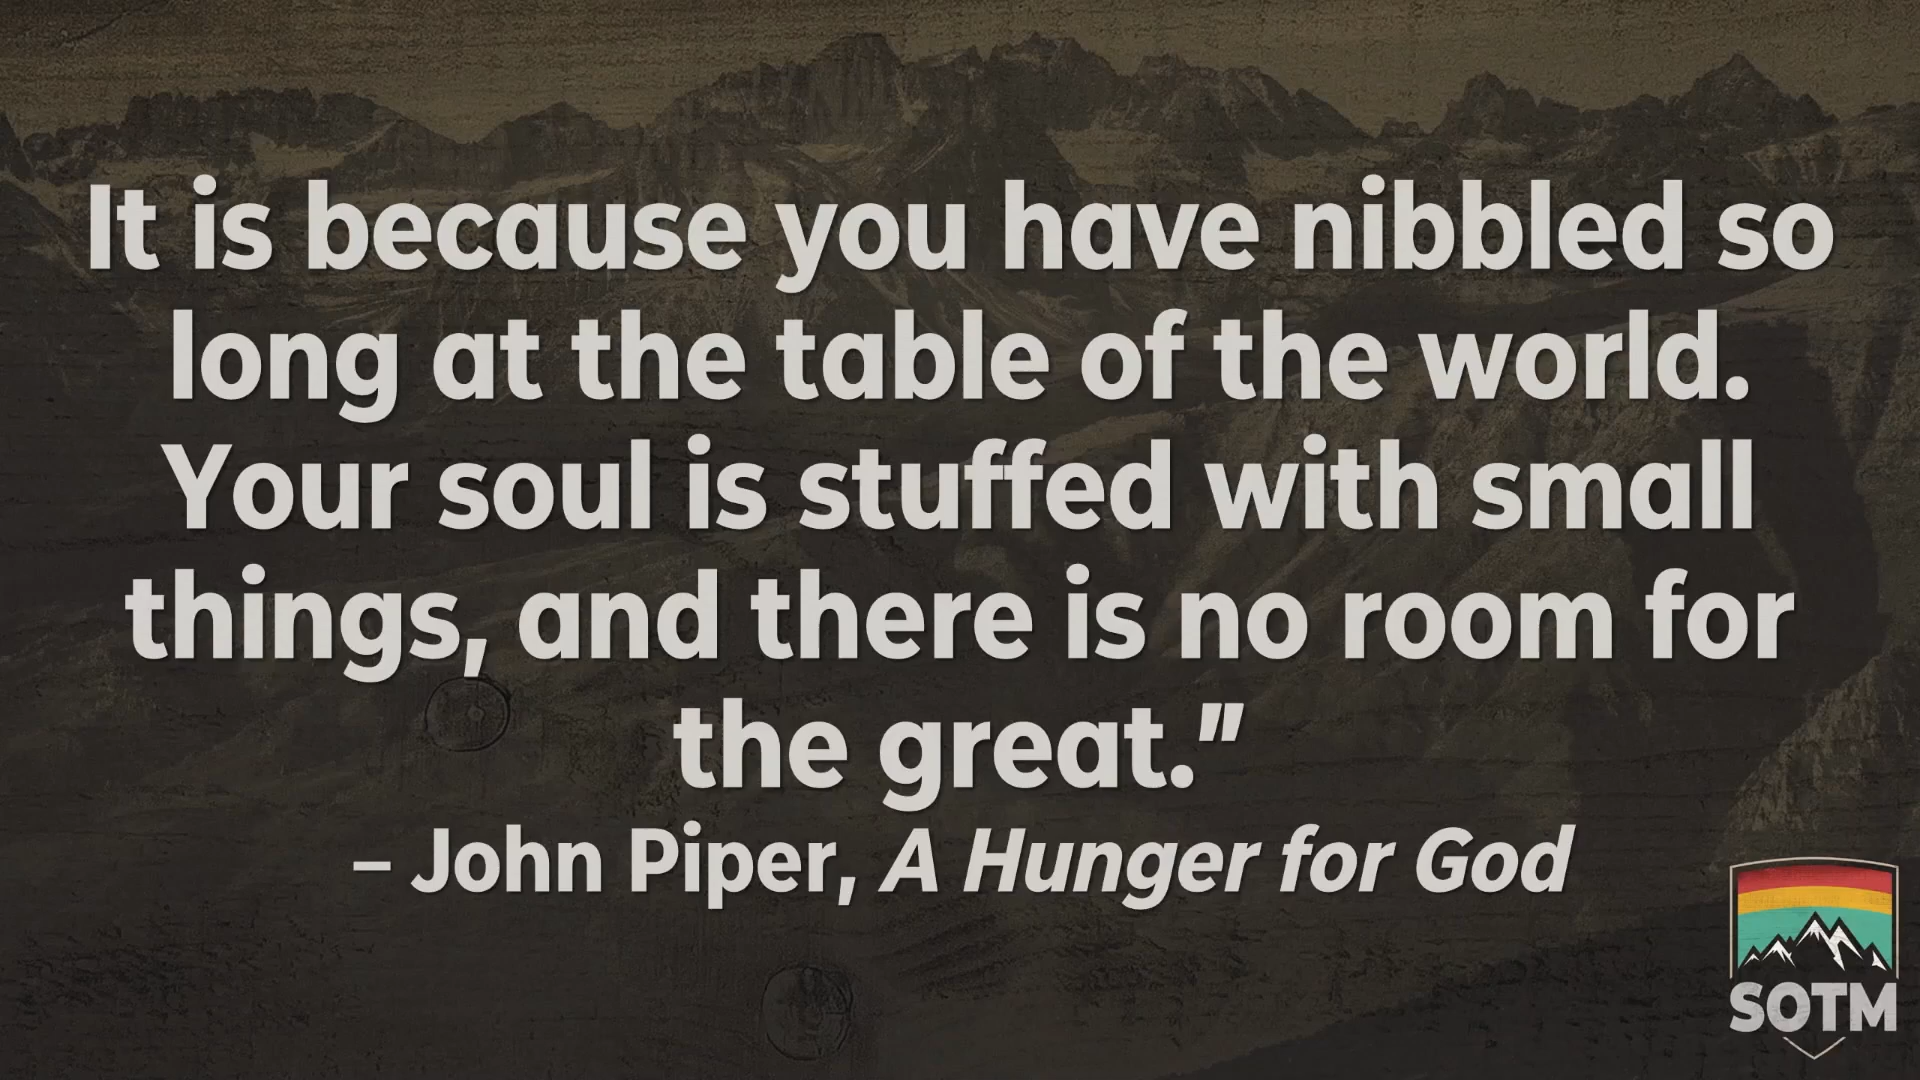 It is because you have nibbled so
long at the table of the world.
Your soul is stuffed with small
things, and there is no room for
the great."
– John Piper, A Hunger for God
SOTM